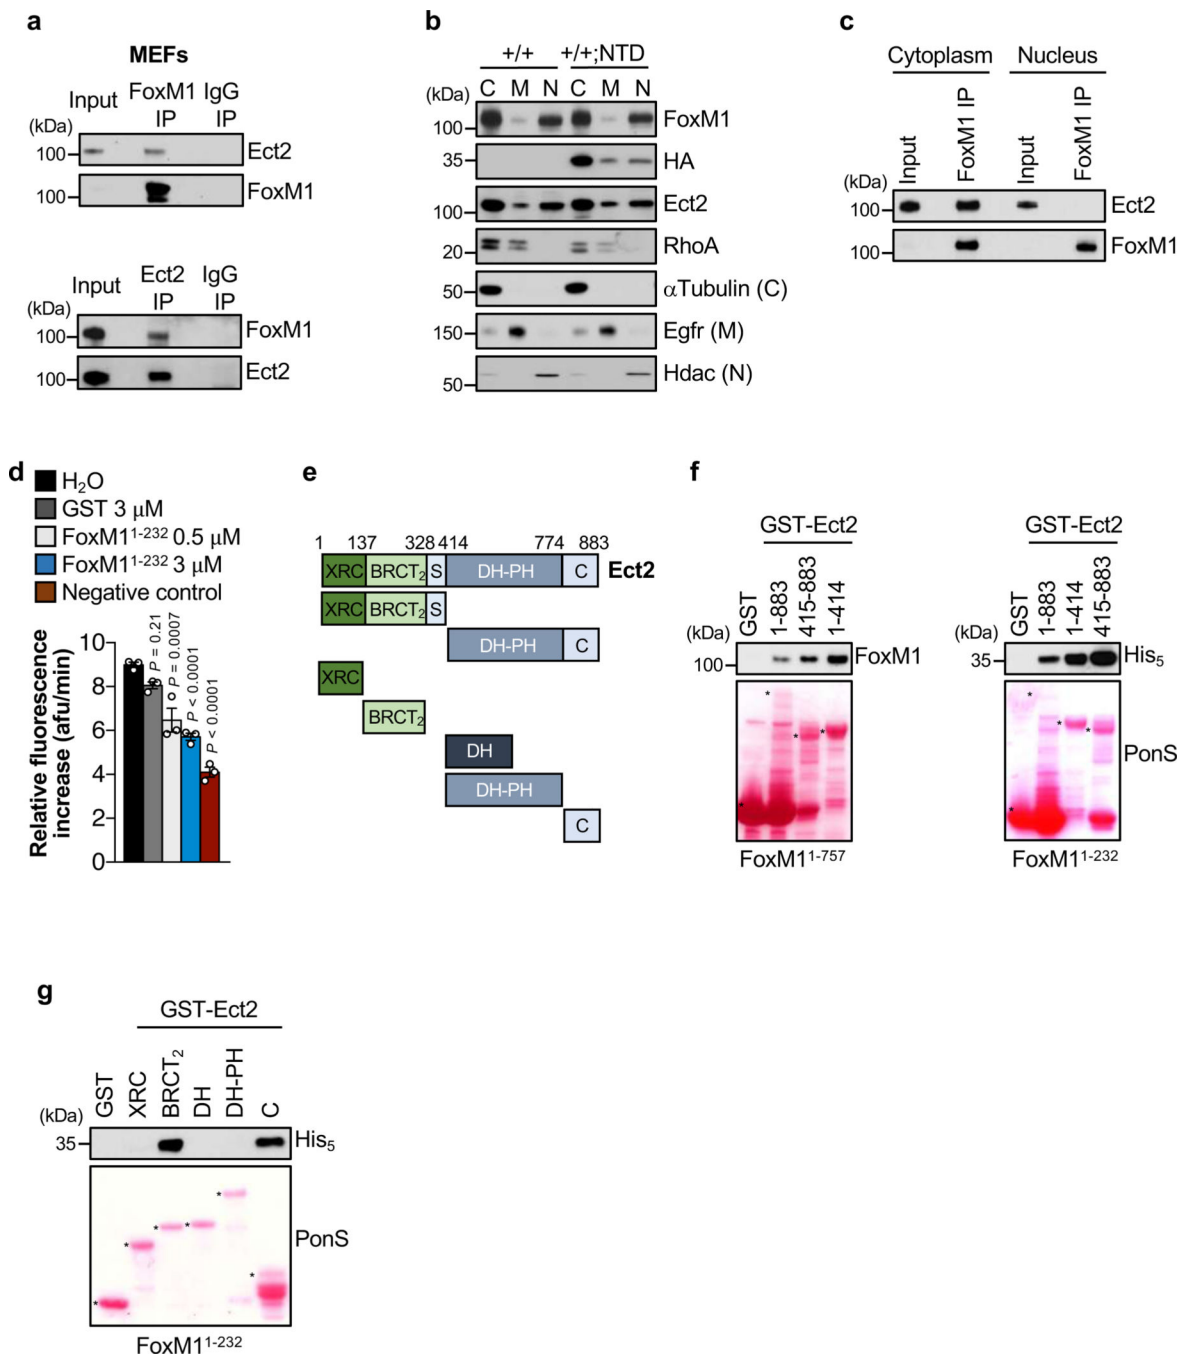 a
MEFs
Input FoxM1 IP IgG IP
(kDa)
100 Ect2
100 FoxM1
Input Ect2 IP IgG IP
(kDa)
100 FoxM1
100 Ect2
b
+/+ +/+;NTD
(kDa) C M N C M N
100 FoxM1
35 HA
100 Ect2
20 RhoA
50 αTubulin (C)
150 Egfr (M)
50 Hdac (N)
c
Cytoplasm Nucleus
(kDa) Input FoxM1 IP Input FoxM1 IP
100 Ect2
100 FoxM1
d
H₂O
GST 3 μM
FoxM1¹⁻²³² 0.5 μM
FoxM1¹⁻²³² 3 μM
Negative control
Relative fluorescence
increase (afu/min)
10
8
6
4
2
0
P = 0.21
P = 0.0007
P < 0.0001
P < 0.0001
e
1 137 328 414 774 883
XRC BRCT₂ S DH-PH C Ect2
XRC BRCT₂ S
DH-PH C
XRC
BRCT₂
DH
DH-PH
C
f
GST-Ect2
(kDa) GST 1-883 415-883 1-414
100 FoxM1
* * * *
FoxM1¹⁻⁷⁵⁷
GST-Ect2
(kDa) GST 1-883 1-414 415-883
35 His₅
* * * *
PonS
FoxM1¹⁻²³²
g
GST-Ect2
(kDa) GST XRC BRCT₂ DH DH-PH C
35 His₅
* * * * * *
PonS
FoxM1¹⁻²³²